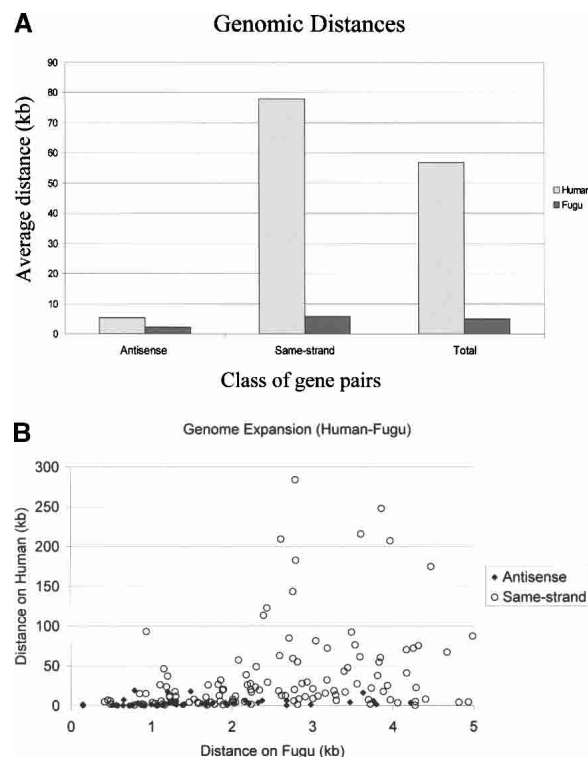 A
Genomic Distances
Average distance (kb)
90
80
70
60
50
40
30
20
10
0
Human
Fugu
Antisense
Same-strand
Total
Class of gene pairs
B
Genome Expansion (Human-Fugu)
Distance on Human (kb)
300
250
200
150
100
50
0
Antisense
Same-strand
0
1
2
3
4
5
Distance on Fugu (kb)